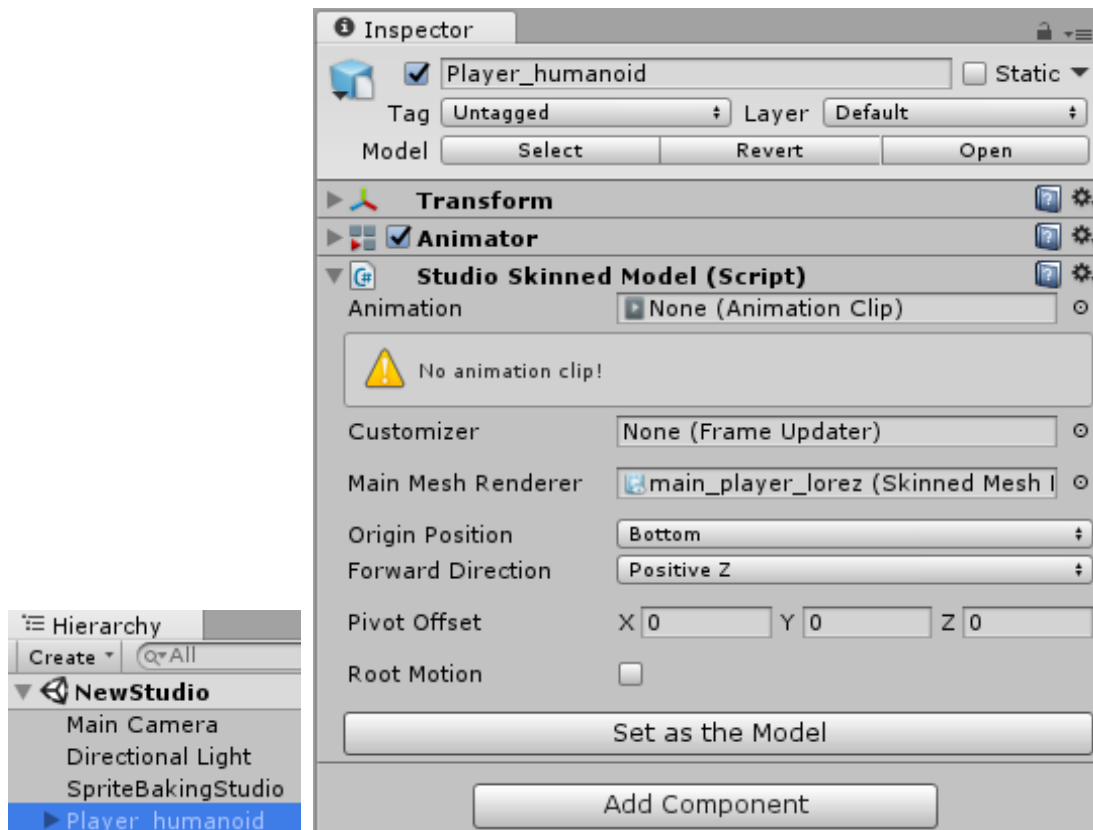 Inspector
Player_humanoid Static
Tag Untagged Layer Default
Model Select Revert Open
Transform
Animator
Studio Skinned Model (Script)
Animation None (Animation Clip)
No animation clip!
Customizer None (Frame Updater)
Main Mesh Renderer main_player_lorez (Skinned Mesh
Origin Position Bottom
Forward Direction Positive Z
Pivot Offset X 0 Y 0 Z 0
Root Motion
Set as the Model
Add Component
Hierarchy
Create All
NewStudio
Main Camera
Directional Light
SpriteBakingStudio
Player_humanoid